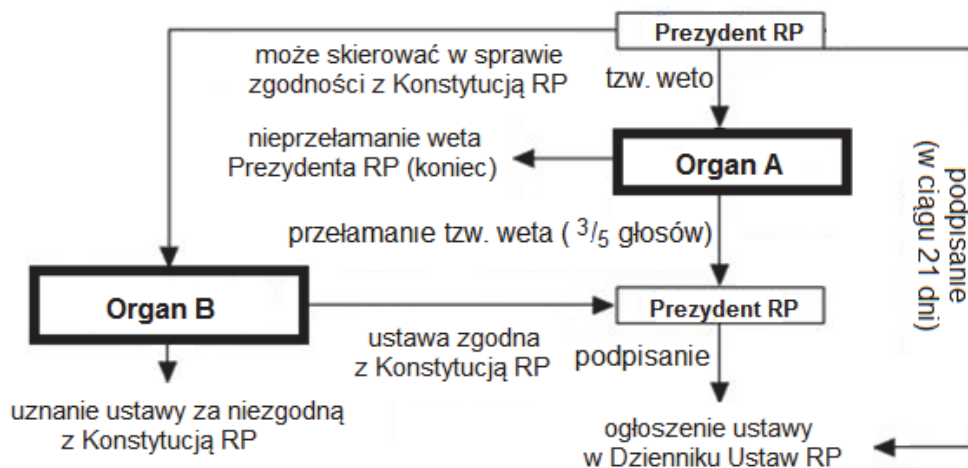 Prezydent RP
może skierować w sprawie
zgodności z Konstytucją RP
tzw. weto
nieprzełamanie weta
Prezydenta RP (koniec)
Organ A
podpisanie
(w ciągu 21 dni)
przełamanie tzw. weta ( 3/5 głosów)
Organ B
Prezydent RP
ustawa zgodna
z Konstytucją RP
podpisanie
uznanie ustawy za niezgodną
z Konstytucją RP
ogłoszenie ustawy
w Dzienniku Ustaw RP